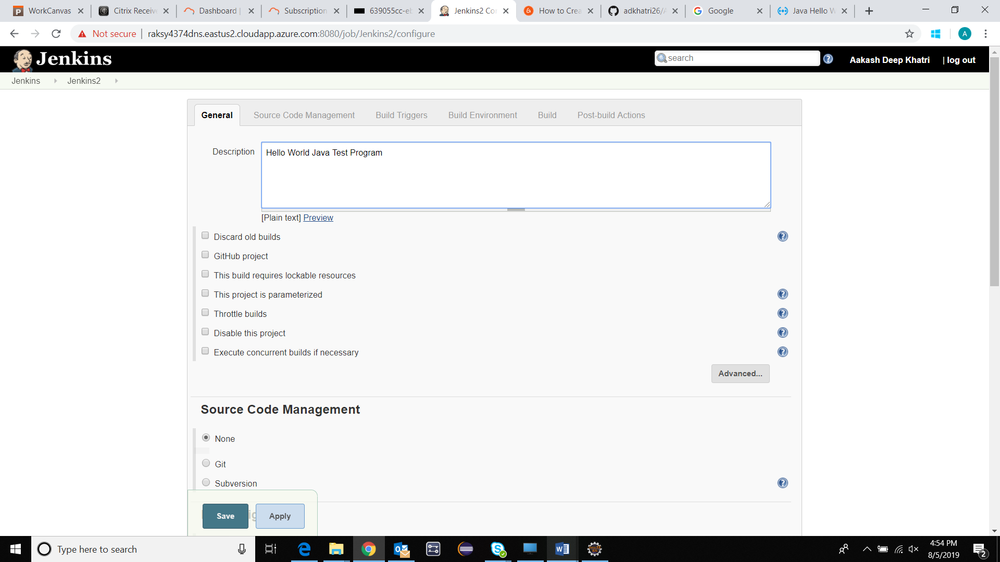 WorkCanvas
Citrix Receive
Dashboard |
Subscription
639055cc-eb
Jenkins2 Con
How to Crea
adkhatri26/A
Google
Java Hello W
Not secure | raksy4374dns.eastus2.cloudapp.azure.com:8080/job/Jenkins2/configure
A
Jenkins
search
Aakash Deep Khatri
| log out
Jenkins
Jenkins2
General
Source Code Management
Build Triggers
Build Environment
Build
Post-build Actions
Description
Hello World Java Test Program
[Plain text] Preview
Discard old builds
GitHub project
This build requires lockable resources
This project is parameterized
Throttle builds
Disable this project
Execute concurrent builds if necessary
Advanced...
Source Code Management
None
Git
Subversion
Save
Apply
Type here to search
4:54 PM
8/5/2019
2